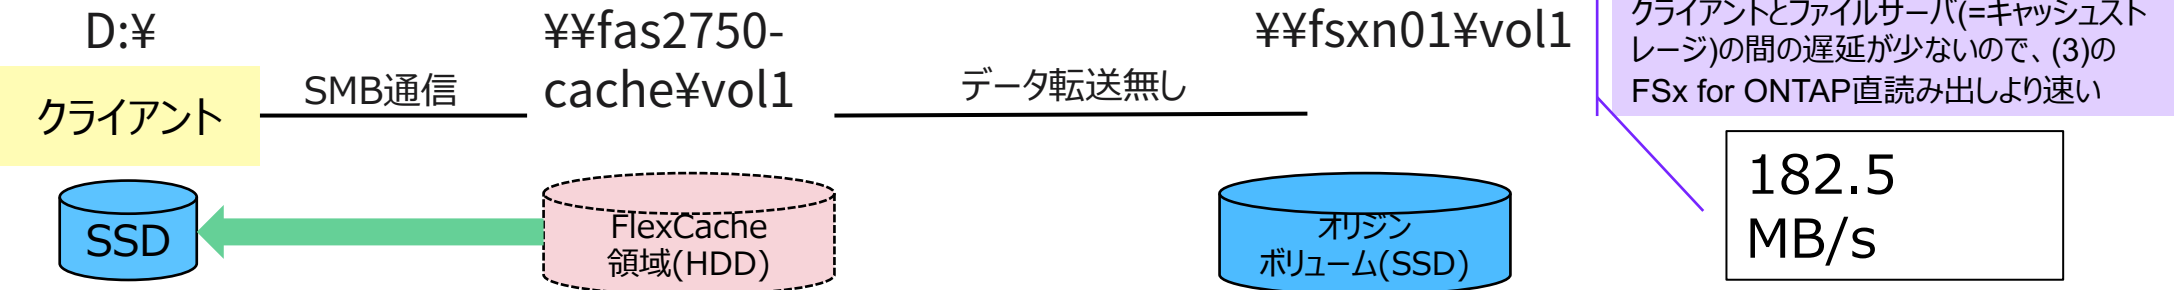 D:¥
¥¥fas2750-
cache¥vol1
¥¥fsxn01¥vol1
クライアントとファイルサーバ(=キャッシュスト
レージ)の間の遅延が少ないので、(3)の
FSx for ONTAP直読み出しより速い
クライアント
SMB通信
データ転送無し
182.5
MB/s
SSD
FlexCache
領域(HDD)
オリジン
ボリューム(SSD)